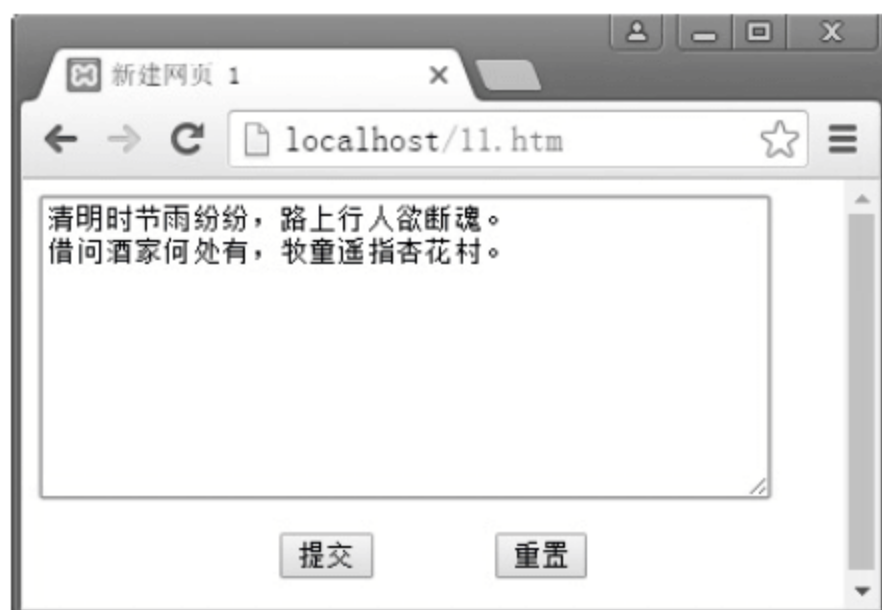 新建网页 1
localhost/11.htm
清明时节雨纷纷，路上行人欲断魂。
借问酒家何处有，牧童遥指杏花村。
提交 重置